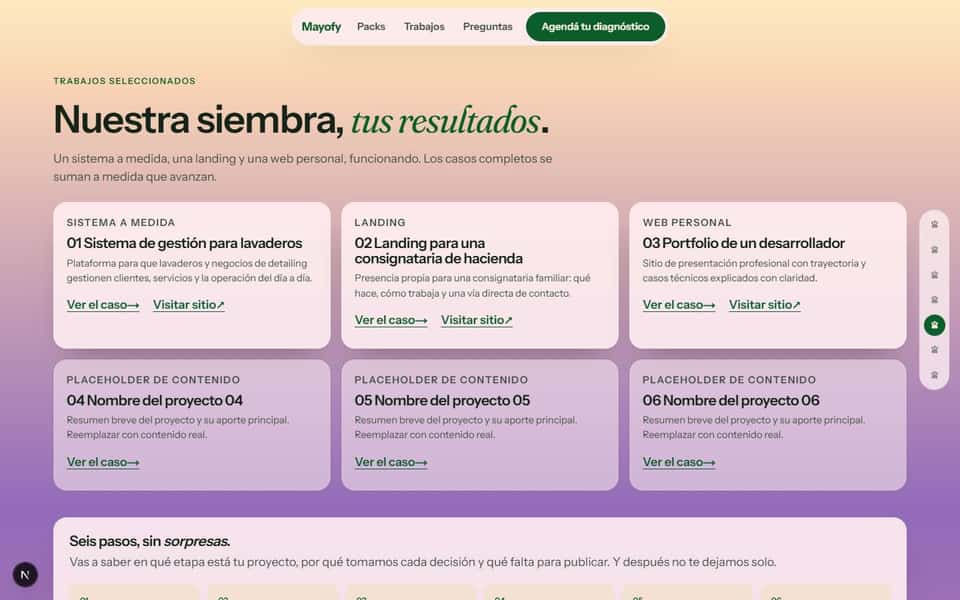 Mayofy Packs Trabajos Preguntas Agendá tu diagnóstico
TRABAJOS SELECCIONADOS
Nuestra siembra, tus resultados.
Un sistema a medida, una landing y una web personal, funcionando. Los casos completos se
suman a medida que avanzan.
SISTEMA A MEDIDA
01 Sistema de gestión para lavaderos
Plataforma para que lavaderos y negocios de detailing
gestionen clientes, servicios y la operación del día a día.
Ver el caso→ Visitar sitio↗
LANDING
02 Landing para una
consignataria de hacienda
Presencia propia para una consignataria familiar: qué
hace, cómo trabaja y una vía directa de contacto.
Ver el caso→ Visitar sitio↗
WEB PERSONAL
03 Portfolio de un desarrollador
Sitio de presentación profesional con trayectoria y
casos técnicos explicados con claridad.
Ver el caso→ Visitar sitio↗
PLACEHOLDER DE CONTENIDO
04 Nombre del proyecto 04
Resumen breve del proyecto y su aporte principal.
Reemplazar con contenido real.
Ver el caso→
PLACEHOLDER DE CONTENIDO
05 Nombre del proyecto 05
Resumen breve del proyecto y su aporte principal.
Reemplazar con contenido real.
Ver el caso→
PLACEHOLDER DE CONTENIDO
06 Nombre del proyecto 06
Resumen breve del proyecto y su aporte principal.
Reemplazar con contenido real.
Ver el caso→
Seis pasos, sin sorpresas.
Vas a saber en qué etapa está tu proyecto, por qué tomamos cada decisión y qué falta para publicar. Y después no te dejamos solo.
01 02 03 04 05 06
N